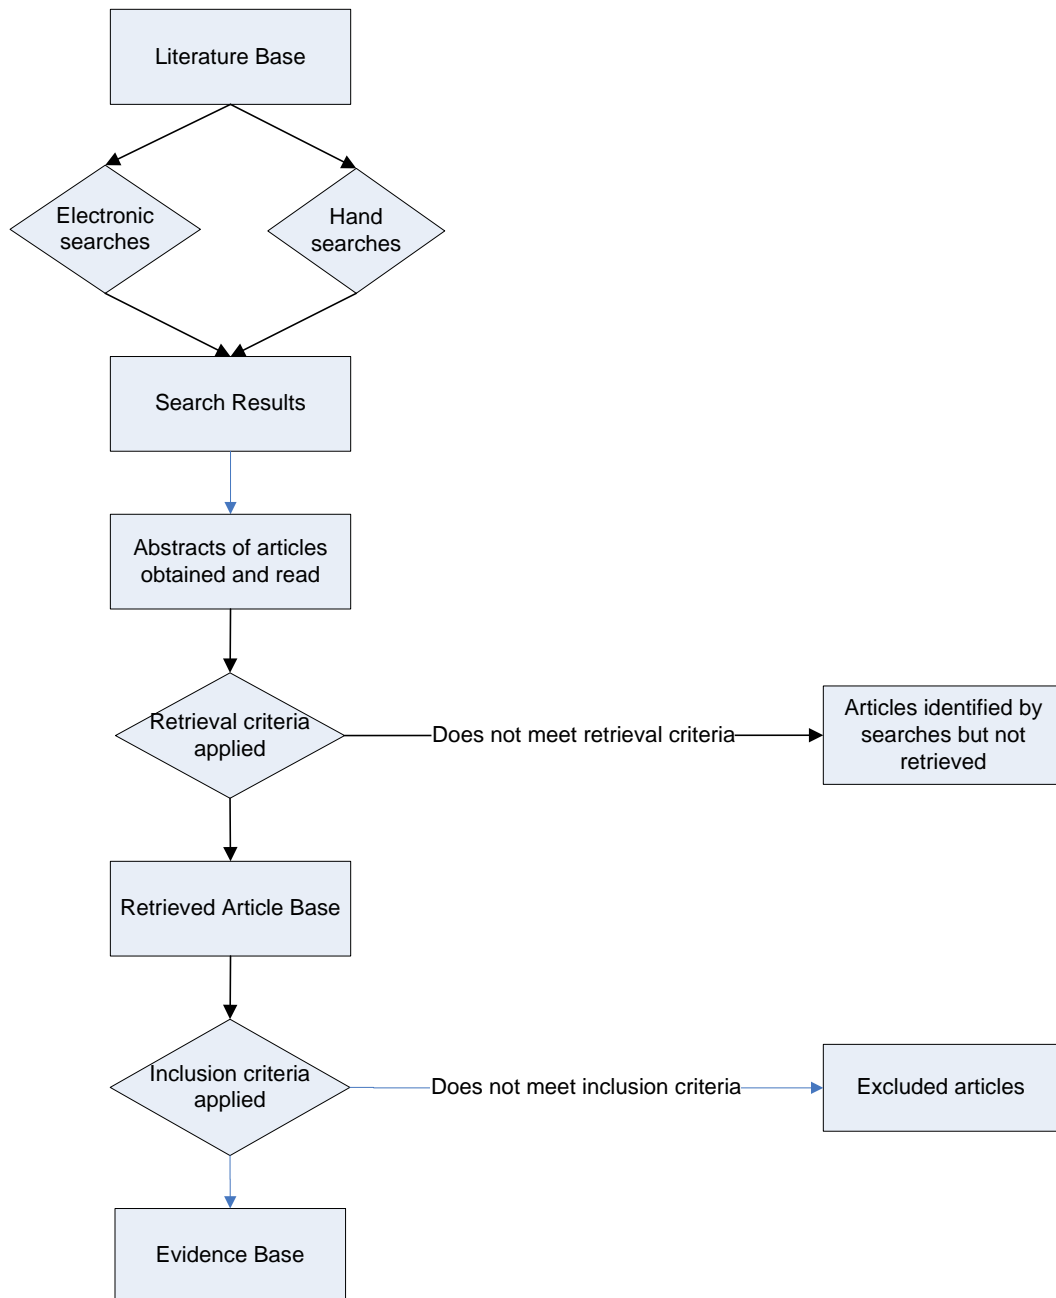 Literature Base
Electronic
searches
Hand
searches
Search Results
Abstracts of articles
obtained and read
Retrieval criteria
applied
Does not meet retrieval criteria
Articles identified by
searches but not
retrieved
Retrieved Article Base
Inclusion criteria
applied
Does not meet inclusion criteria
Excluded articles
Evidence Base